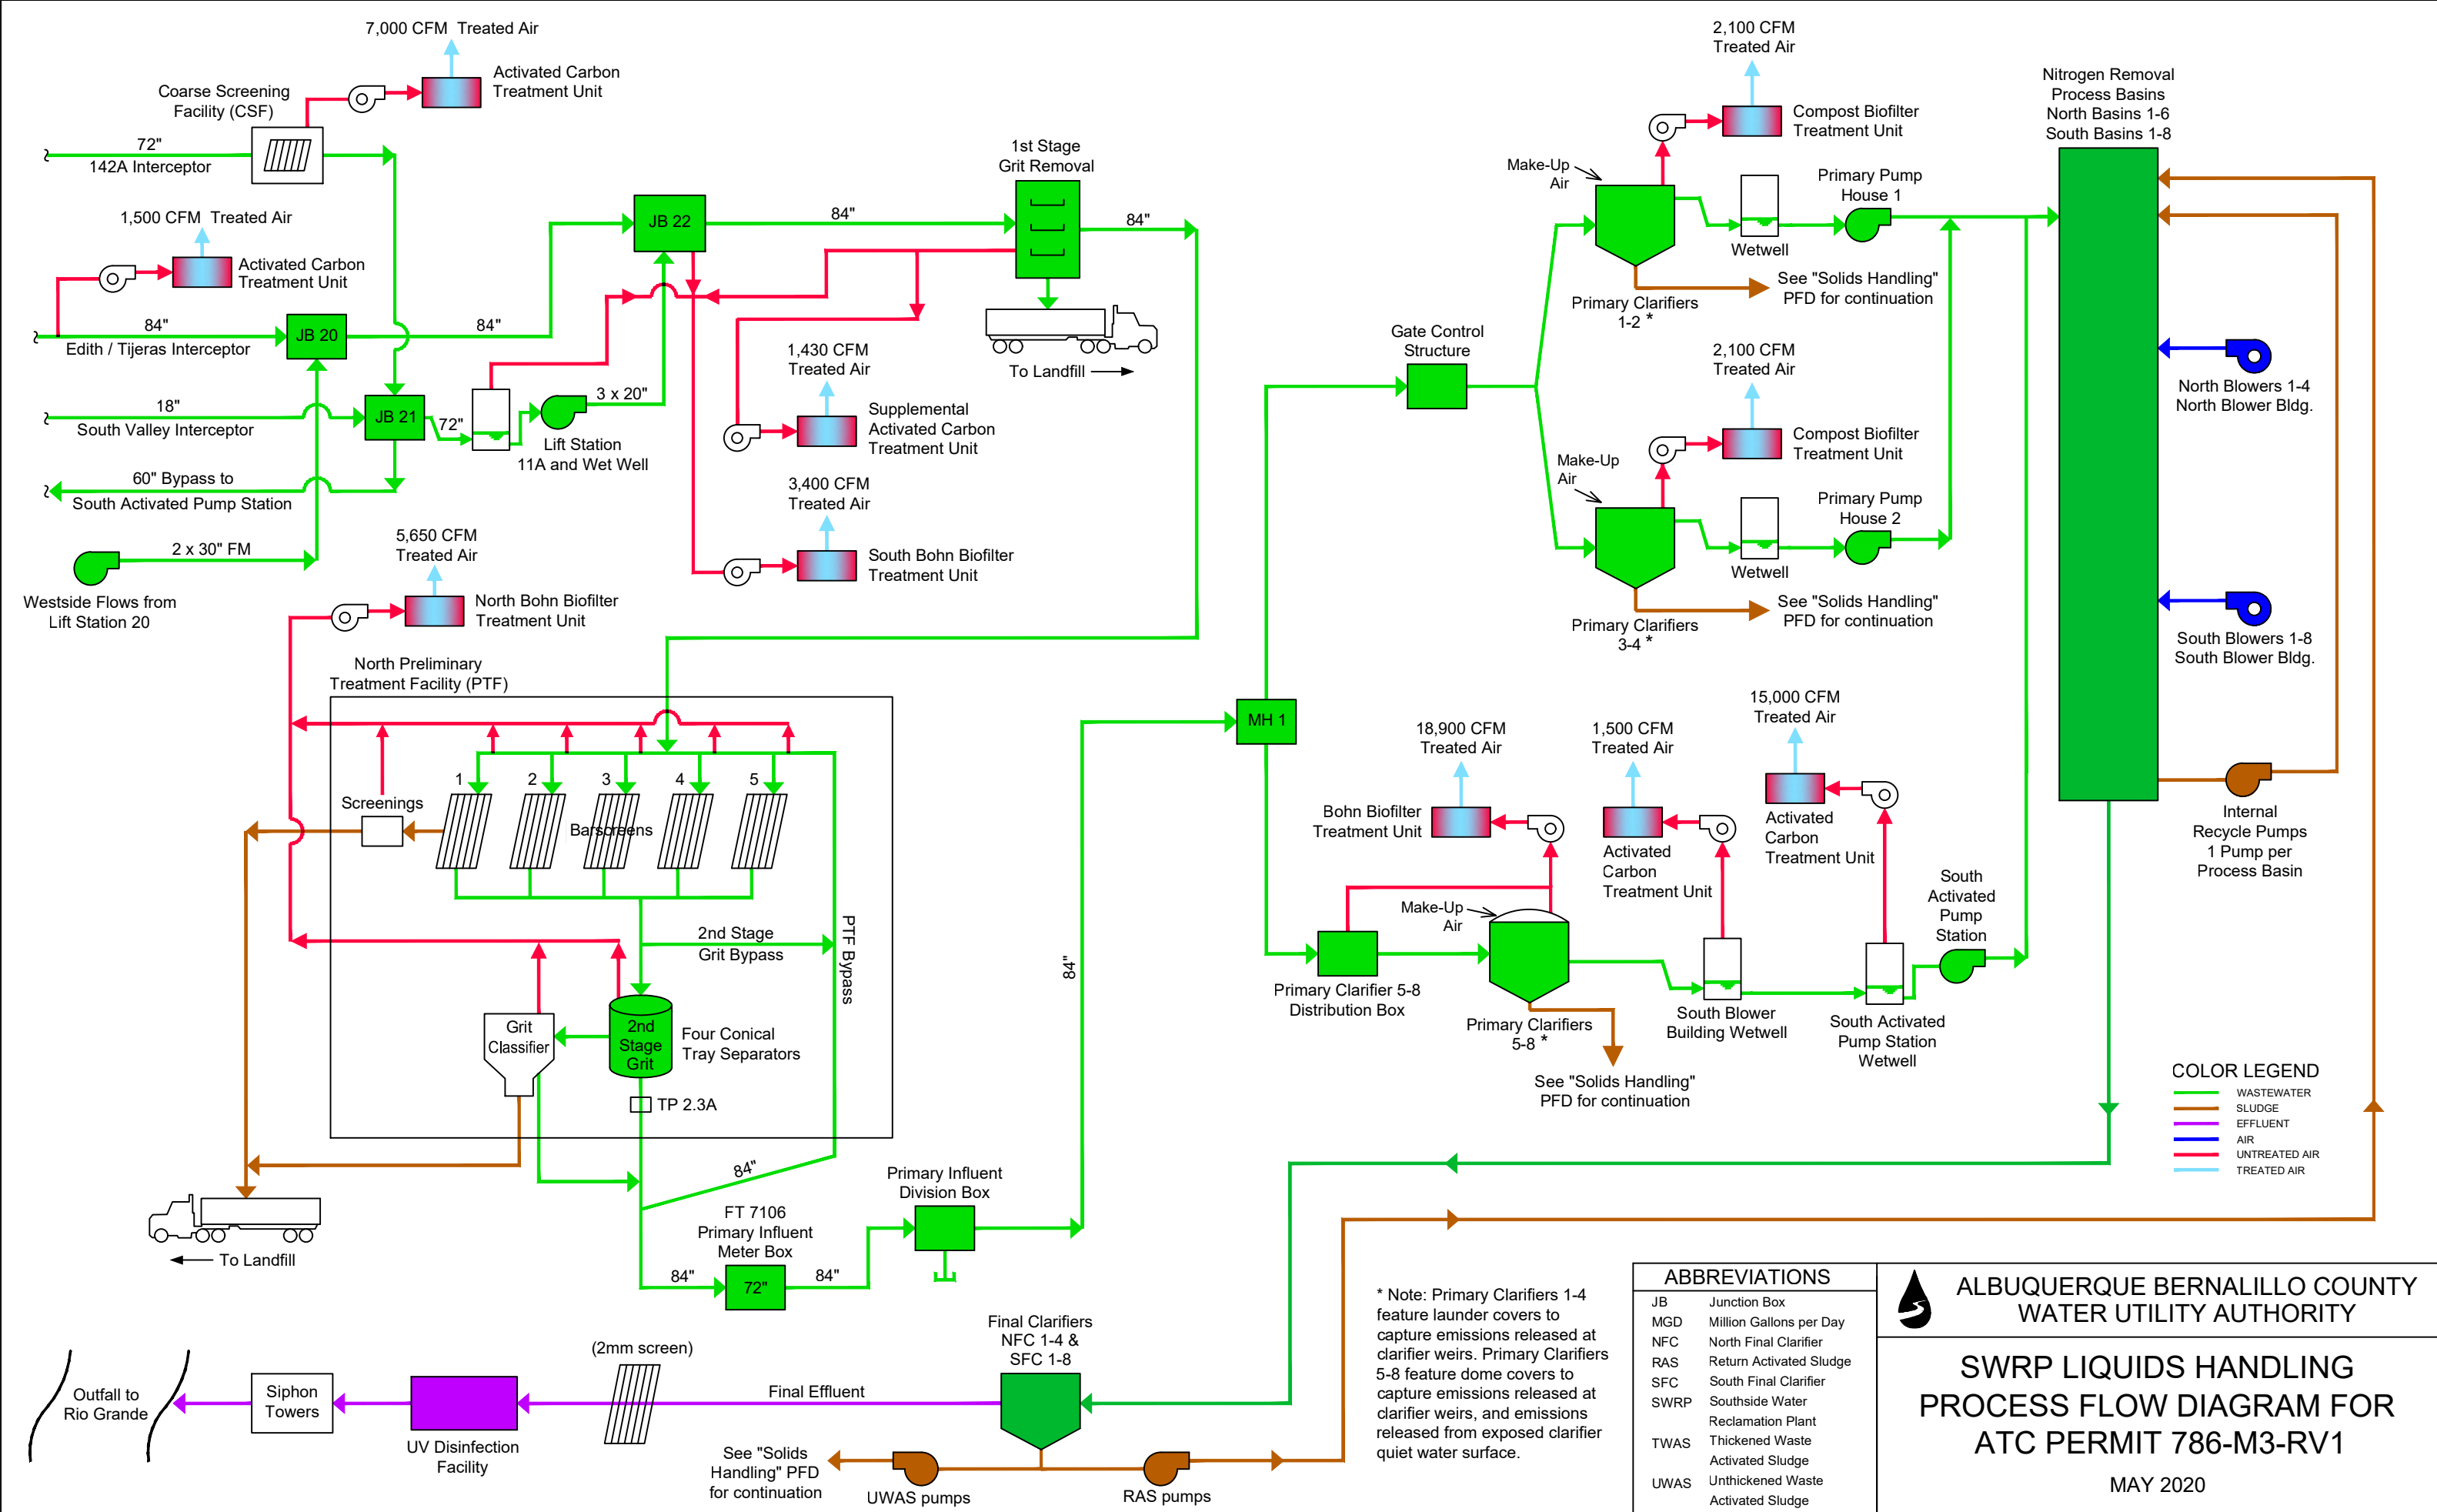 7,000 CFM  Treated Air
Activated Carbon
Treatment Unit
Coarse Screening
Facility (CSF)
72"
142A Interceptor
1,500 CFM  Treated Air
Activated Carbon
Treatment Unit
84"
Edith / Tijeras Interceptor
JB 20
84"
18"
South Valley Interceptor
JB 21
72"
60" Bypass to
South Activated Pump Station
2 x 30" FM
Westside Flows from
Lift Station 20
JB 22
84"
3 x 20"
Lift Station
11A and Wet Well
1st Stage
Grit Removal
84"
To Landfill
1,430 CFM
Treated Air
Supplemental
Activated Carbon
Treatment Unit
3,400 CFM
Treated Air
South Bohn Biofilter
Treatment Unit
5,650 CFM
Treated Air
North Bohn Biofilter
Treatment Unit
North Preliminary
Treatment Facility (PTF)
1
2
3
4
5
Screenings
Barscreens
2nd Stage
Grit Bypass
PTF Bypass
Grit
Classifier
2nd
Stage
Grit
Four Conical
Tray Separators
TP 2.3A
84"
To Landfill
FT 7106
Primary Influent
Meter Box
84"
72"
84"
Primary Influent
Division Box
84"
MH 1
Gate Control
Structure
2,100 CFM
Treated Air
Compost Biofilter
Treatment Unit
Make-Up
Air
Primary Pump
House 1
Wetwell
Primary Clarifiers
1-2 *
See "Solids Handling"
PFD for continuation
2,100 CFM
Treated Air
Compost Biofilter
Treatment Unit
Make-Up
Air
Primary Pump
House 2
Wetwell
Primary Clarifiers
3-4 *
See "Solids Handling"
PFD for continuation
Nitrogen Removal
Process Basins
North Basins 1-6
South Basins 1-8
North Blowers 1-4
North Blower Bldg.
South Blowers 1-8
South Blower Bldg.
Internal
Recycle Pumps
1 Pump per
Process Basin
18,900 CFM
Treated Air
Bohn Biofilter
Treatment Unit
1,500 CFM
Treated Air
Activated
Carbon
Treatment Unit
15,000 CFM
Treated Air
Activated
Carbon
Treatment Unit
South
Activated
Pump
Station
Make-Up
Air
Primary Clarifier 5-8
Distribution Box
Primary Clarifiers
5-8 *
See "Solids Handling"
PFD for continuation
South Blower
Building Wetwell
South Activated
Pump Station
Wetwell
COLOR LEGEND
WASTEWATER
SLUDGE
EFFLUENT
AIR
UNTREATED AIR
TREATED AIR
Outfall to
Rio Grande
Siphon
Towers
UV Disinfection
Facility
(2mm screen)
Final Effluent
Final Clarifiers
NFC 1-4 &
SFC 1-8
See "Solids
Handling" PFD
for continuation
UWAS pumps
RAS pumps
* Note: Primary Clarifiers 1-4
feature launder covers to
capture emissions released at
clarifier weirs. Primary Clarifiers
5-8 feature dome covers to
capture emissions released at
clarifier weirs, and emissions
released from exposed clarifier
quiet water surface.
ABBREVIATIONS
JB Junction Box
MGD Million Gallons per Day
NFC North Final Clarifier
RAS Return Activated Sludge
SFC South Final Clarifier
SWRP Southside Water
Reclamation Plant
TWAS Thickened Waste
Activated Sludge
UWAS Unthickened Waste
Activated Sludge
ALBUQUERQUE BERNALILLO COUNTY
WATER UTILITY AUTHORITY
SWRP LIQUIDS HANDLING
PROCESS FLOW DIAGRAM FOR
ATC PERMIT 786-M3-RV1
MAY 2020